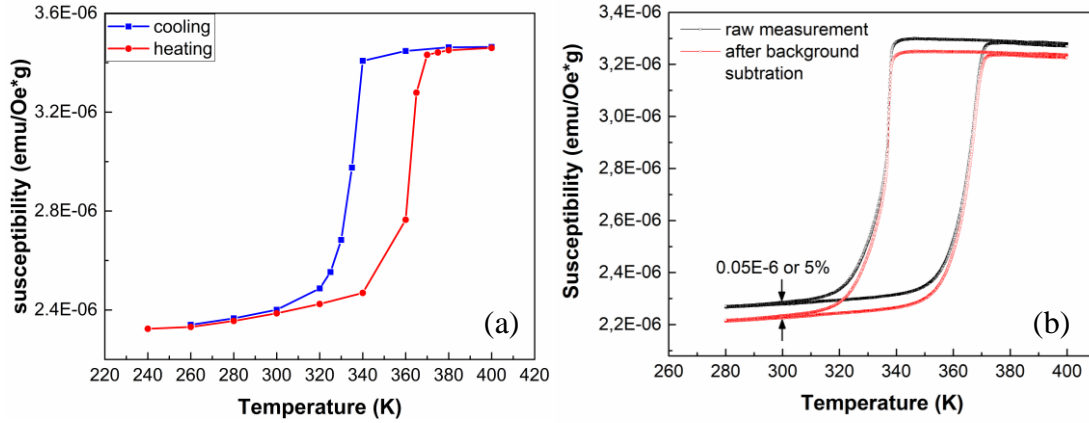 3.6E-06
3.2E-06
2.8E-06
2.4E-06
susceptibility (emu/Oe*g)
cooling
heating
(a)
220 240 260 280 300 320 340 360 380 400 420
Temperature (K)
3,4E-06
3,2E-06
3,0E-06
2,8E-06
2,6E-06
2,4E-06
2,2E-06
Susceptibility (emu/Oe*g)
raw measurement
after background
subtration
0.05E-6 or 5%
(b)
260 280 300 320 340 360 380 400
Temperature (K)